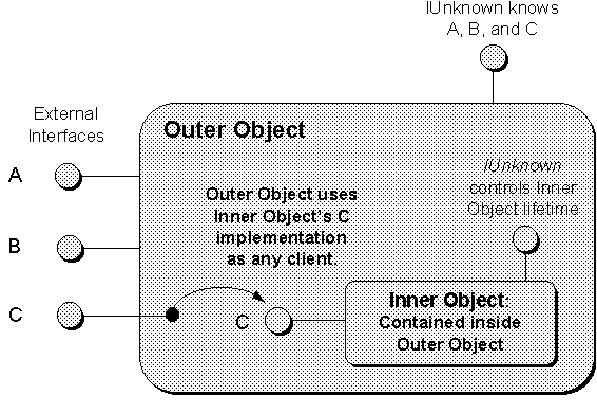 IUnknown knows
A, B, and C
External
Interfaces
Outer Object
A
IUnknown
controls Inner
Object lifetime
Outer Object uses
Inner Object's C
implementation
as any client.
B
C
C
Inner Object:
Contained inside
Outer Object